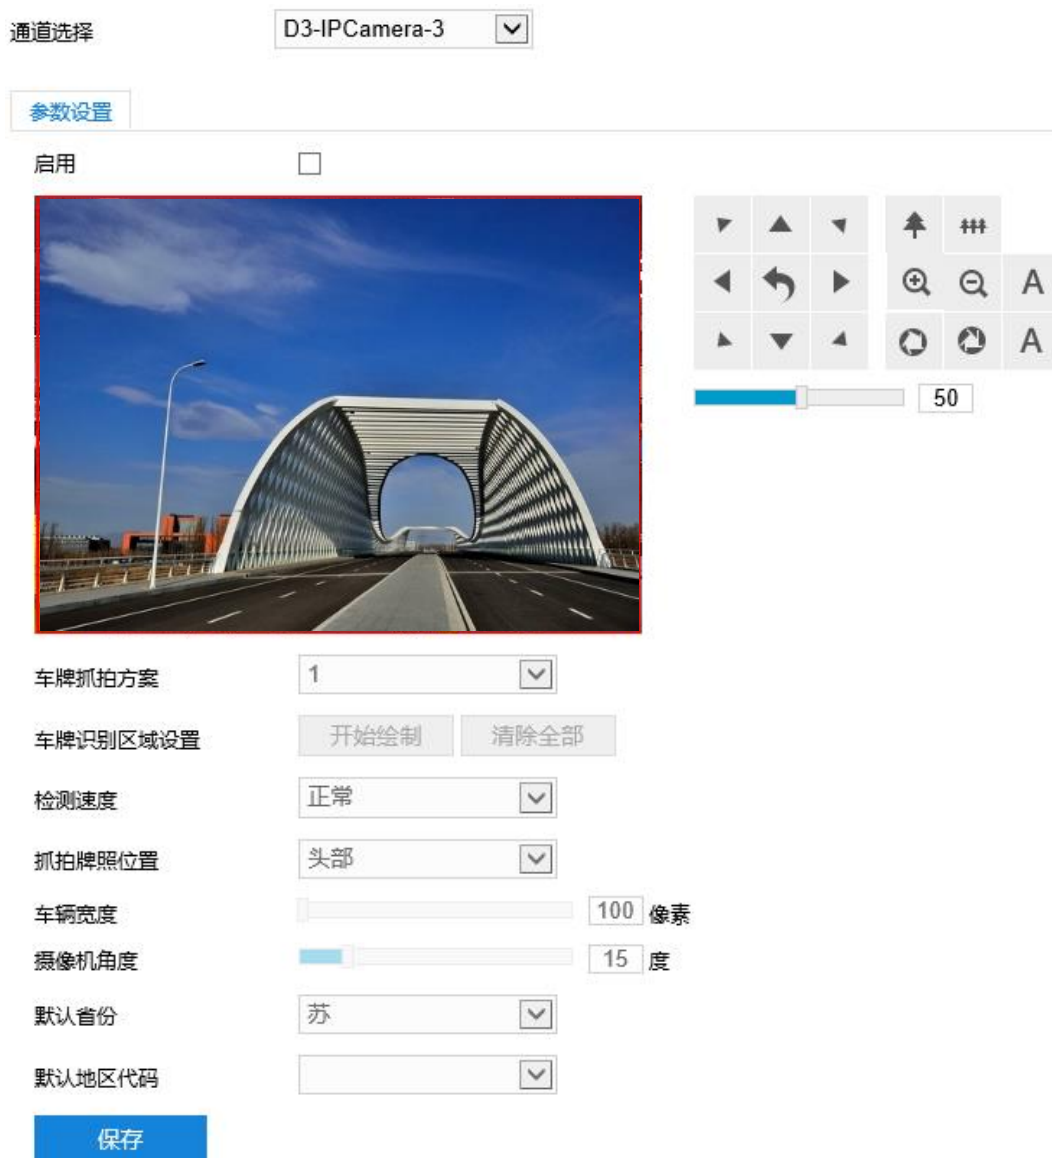 通道选择 D3-IPCamera-3
参数设置
启用
A
A
50
车牌抓拍方案 1
车牌识别区域设置 开始绘制 清除全部
检测速度 正常
抓拍牌照位置 头部
车辆宽度 100 像素
摄像机角度 15 度
默认省份 苏
默认地区代码
保存